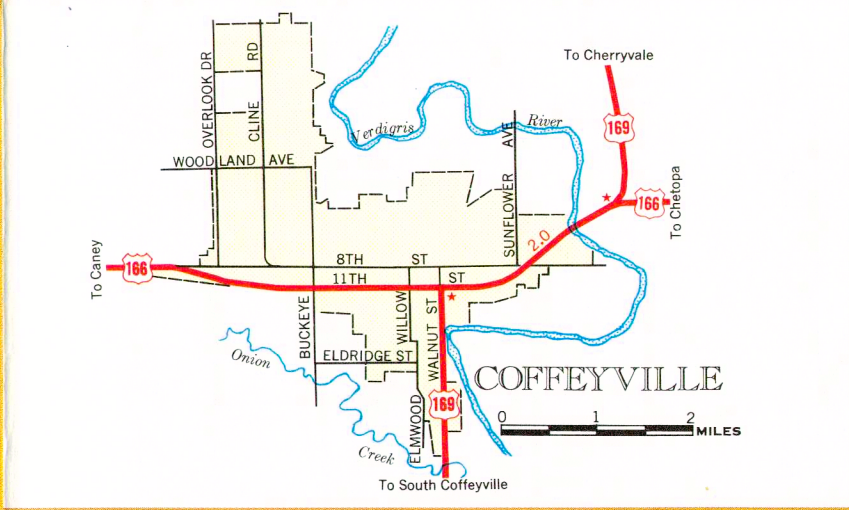 To Cherryvale
OVERLOOK DR
CLINE RD
169
Verdigris River
WOODLAND AVE
SUNFLOWER AVE
166
To Chetopa
2.0
To Caney
166
8TH ST
11TH ST
BUCKEYE
WILLOW
WALNUT ST
Onion Creek
ELDRIDGE ST
COFFEYVILLE
ELMWOOD
169
0 1 2
MILES
To South Coffeyville